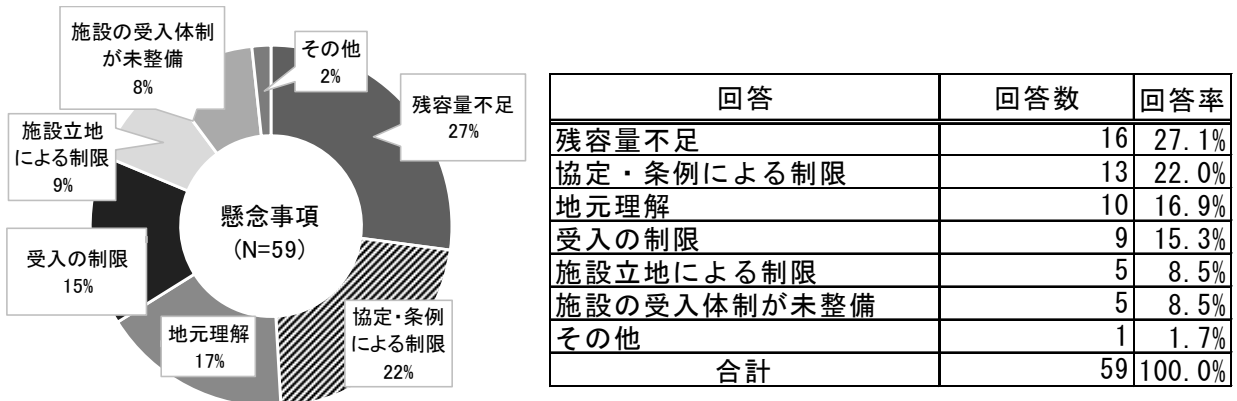 施設の受入体制
が未整備
8%
その他
2%
残容量不足
27%
施設立地
による制限
9%
懸念事項
(N=59)
受入の制限
15%
地元理解
17%
協定・条例
による制限
22%
回答 回答数 回答率
残容量不足 16 27.1%
協定・条例による制限 13 22.0%
地元理解 10 16.9%
受入の制限 9 15.3%
施設立地による制限 5 8.5%
施設の受入体制が未整備 5 8.5%
その他 1 1.7%
合計 59 100.0%